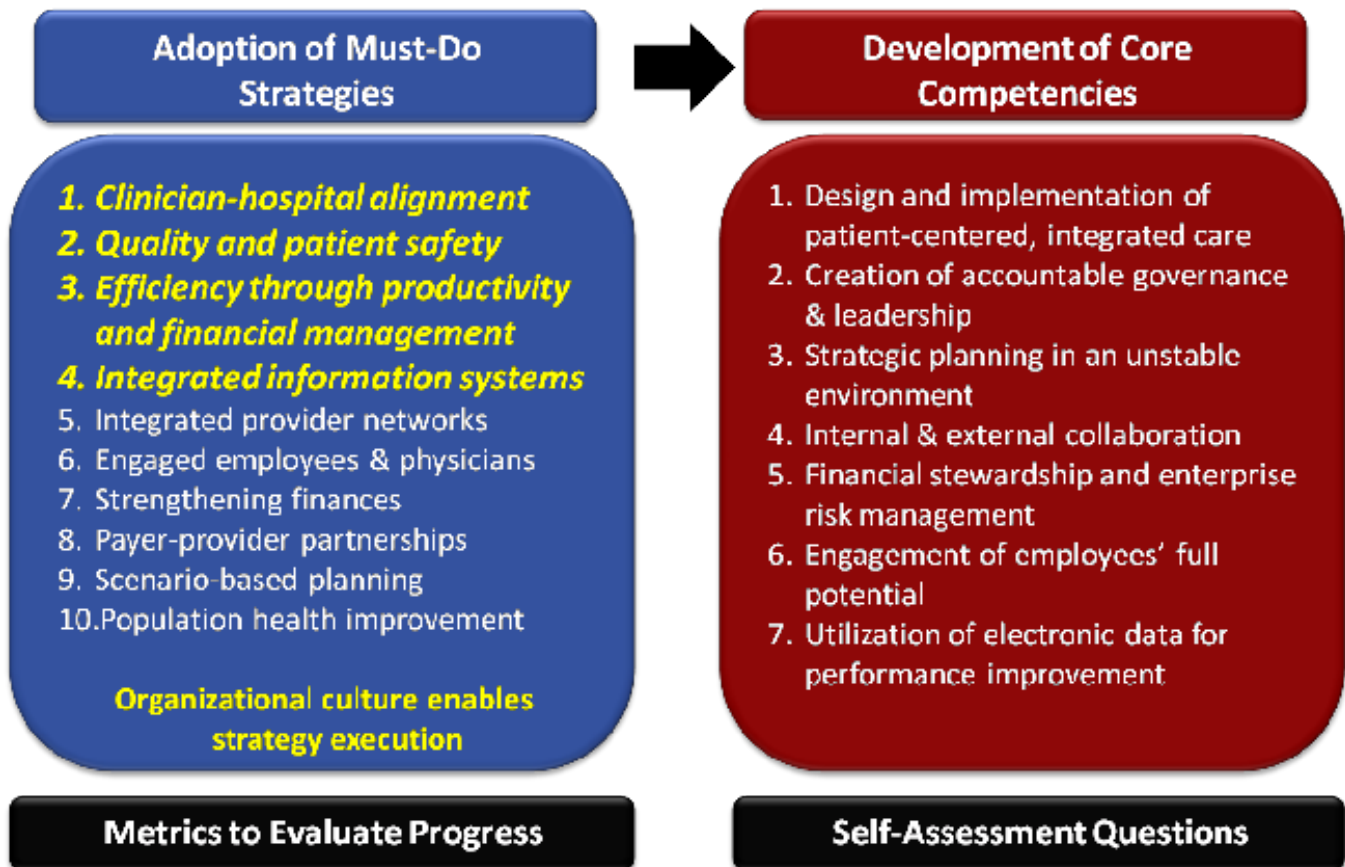 Adoption of Must-Do
Strategies
Development of Core
Competencies
1. Clinician-hospital alignment
2. Quality and patient safety
3. Efficiency through productivity
and financial management
4. Integrated information systems
5. Integrated provider networks
6. Engaged employees & physicians
7. Strengthening finances
8. Payer-provider partnerships
9. Scenario-based planning
10.Population health improvement
Organizational culture enables
strategy execution
1. Design and implementation of
patient-centered, integrated care
2. Creation of accountable governance
& leadership
3. Strategic planning in an unstable
environment
4. Internal & external collaboration
5. Financial stewardship and enterprise
risk management
6. Engagement of employees’ full
potential
7. Utilization of electronic data for
performance improvement
Metrics to Evaluate Progress
Self-Assessment Questions